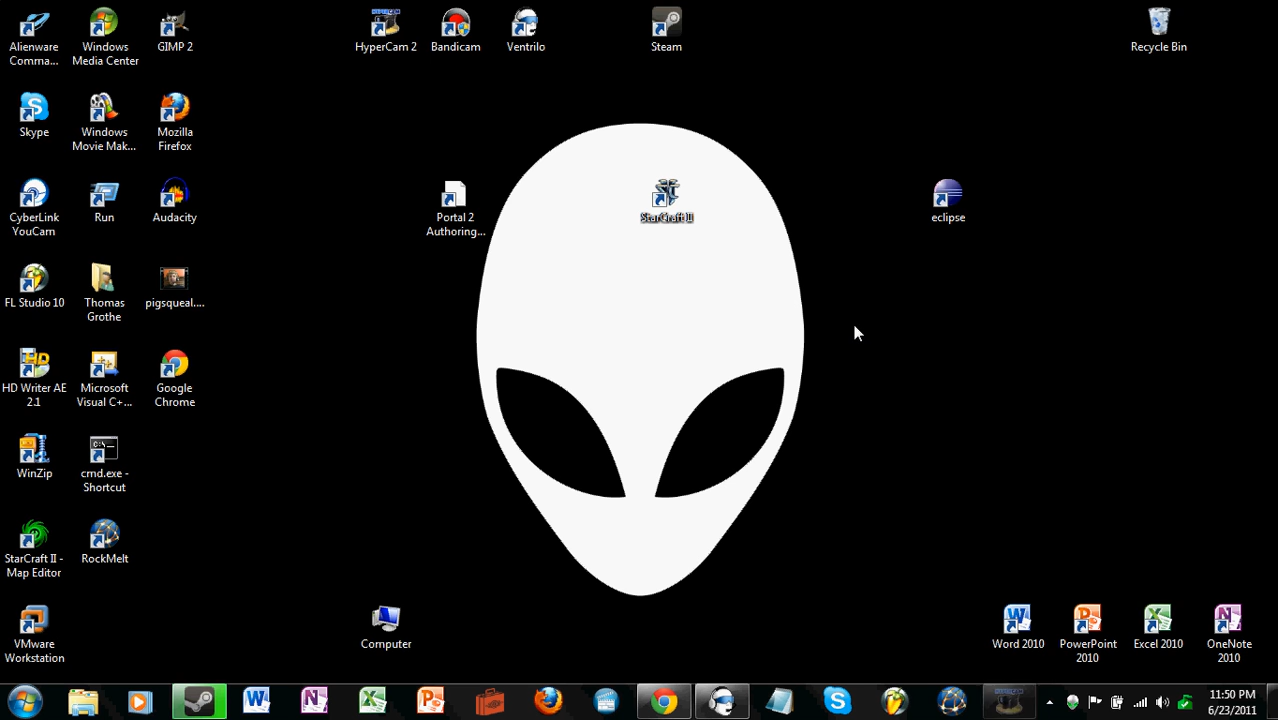 Alienware
Comma...
Windows
Media Center
GIMP 2
HyperCam 2
Bandicam
Ventrilo
Steam
Recycle Bin
Skype
Windows
Movie Mak...
Mozilla
Firefox
CyberLink
YouCam
Run
Audacity
Portal 2
Authoring...
StarCraft II
eclipse
FL Studio 10
Thomas
Grothe
pigsqueal....
HD Writer AE
2.1
Microsoft
Visual C+...
Google
Chrome
WinZip
cmd.exe -
Shortcut
StarCraft II -
Map Editor
RockMelt
VMware
Workstation
Computer
Word 2010
PowerPoint
2010
Excel 2010
OneNote
2010
11:50 PM
6/23/2011